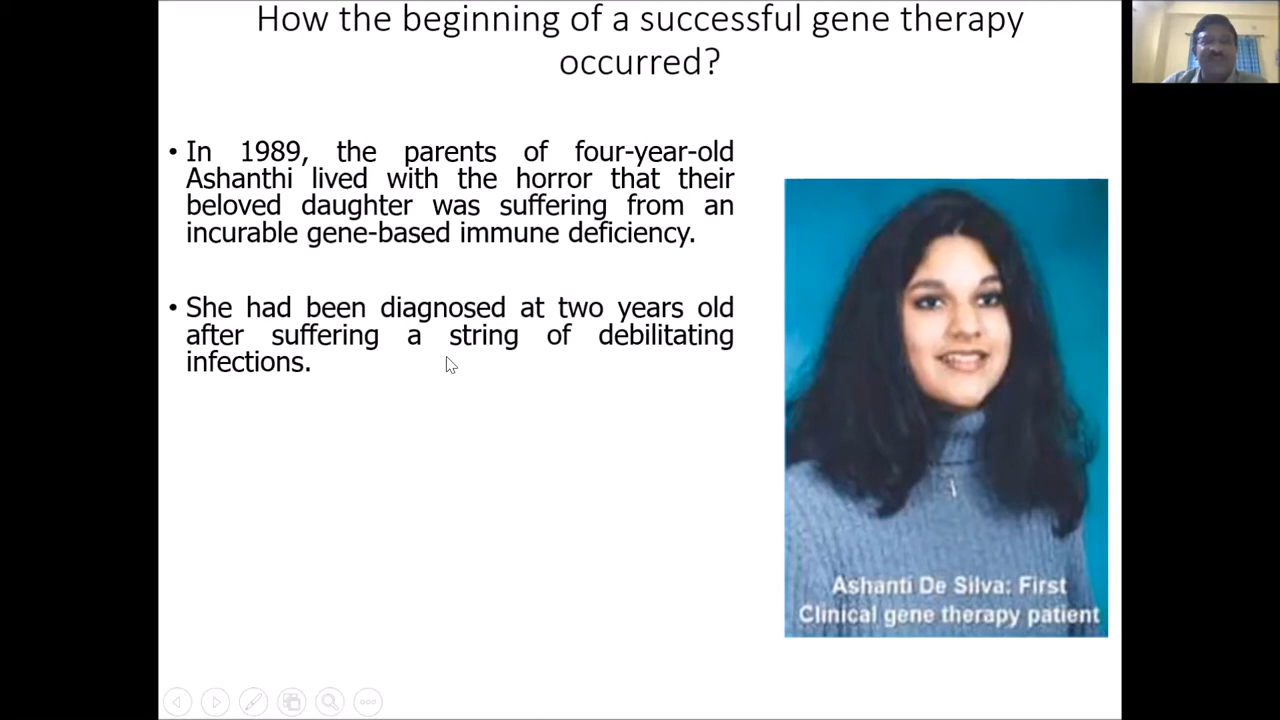 How the beginning of a successful gene therapy
occurred?
• In 1989, the parents of four-year-old
Ashanthi lived with the horror that their
beloved daughter was suffering from an
incurable gene-based immune deficiency.
• She had been diagnosed at two years old
after suffering a string of debilitating
infections.
Ashanti De Silva: First
Clinical gene therapy patient